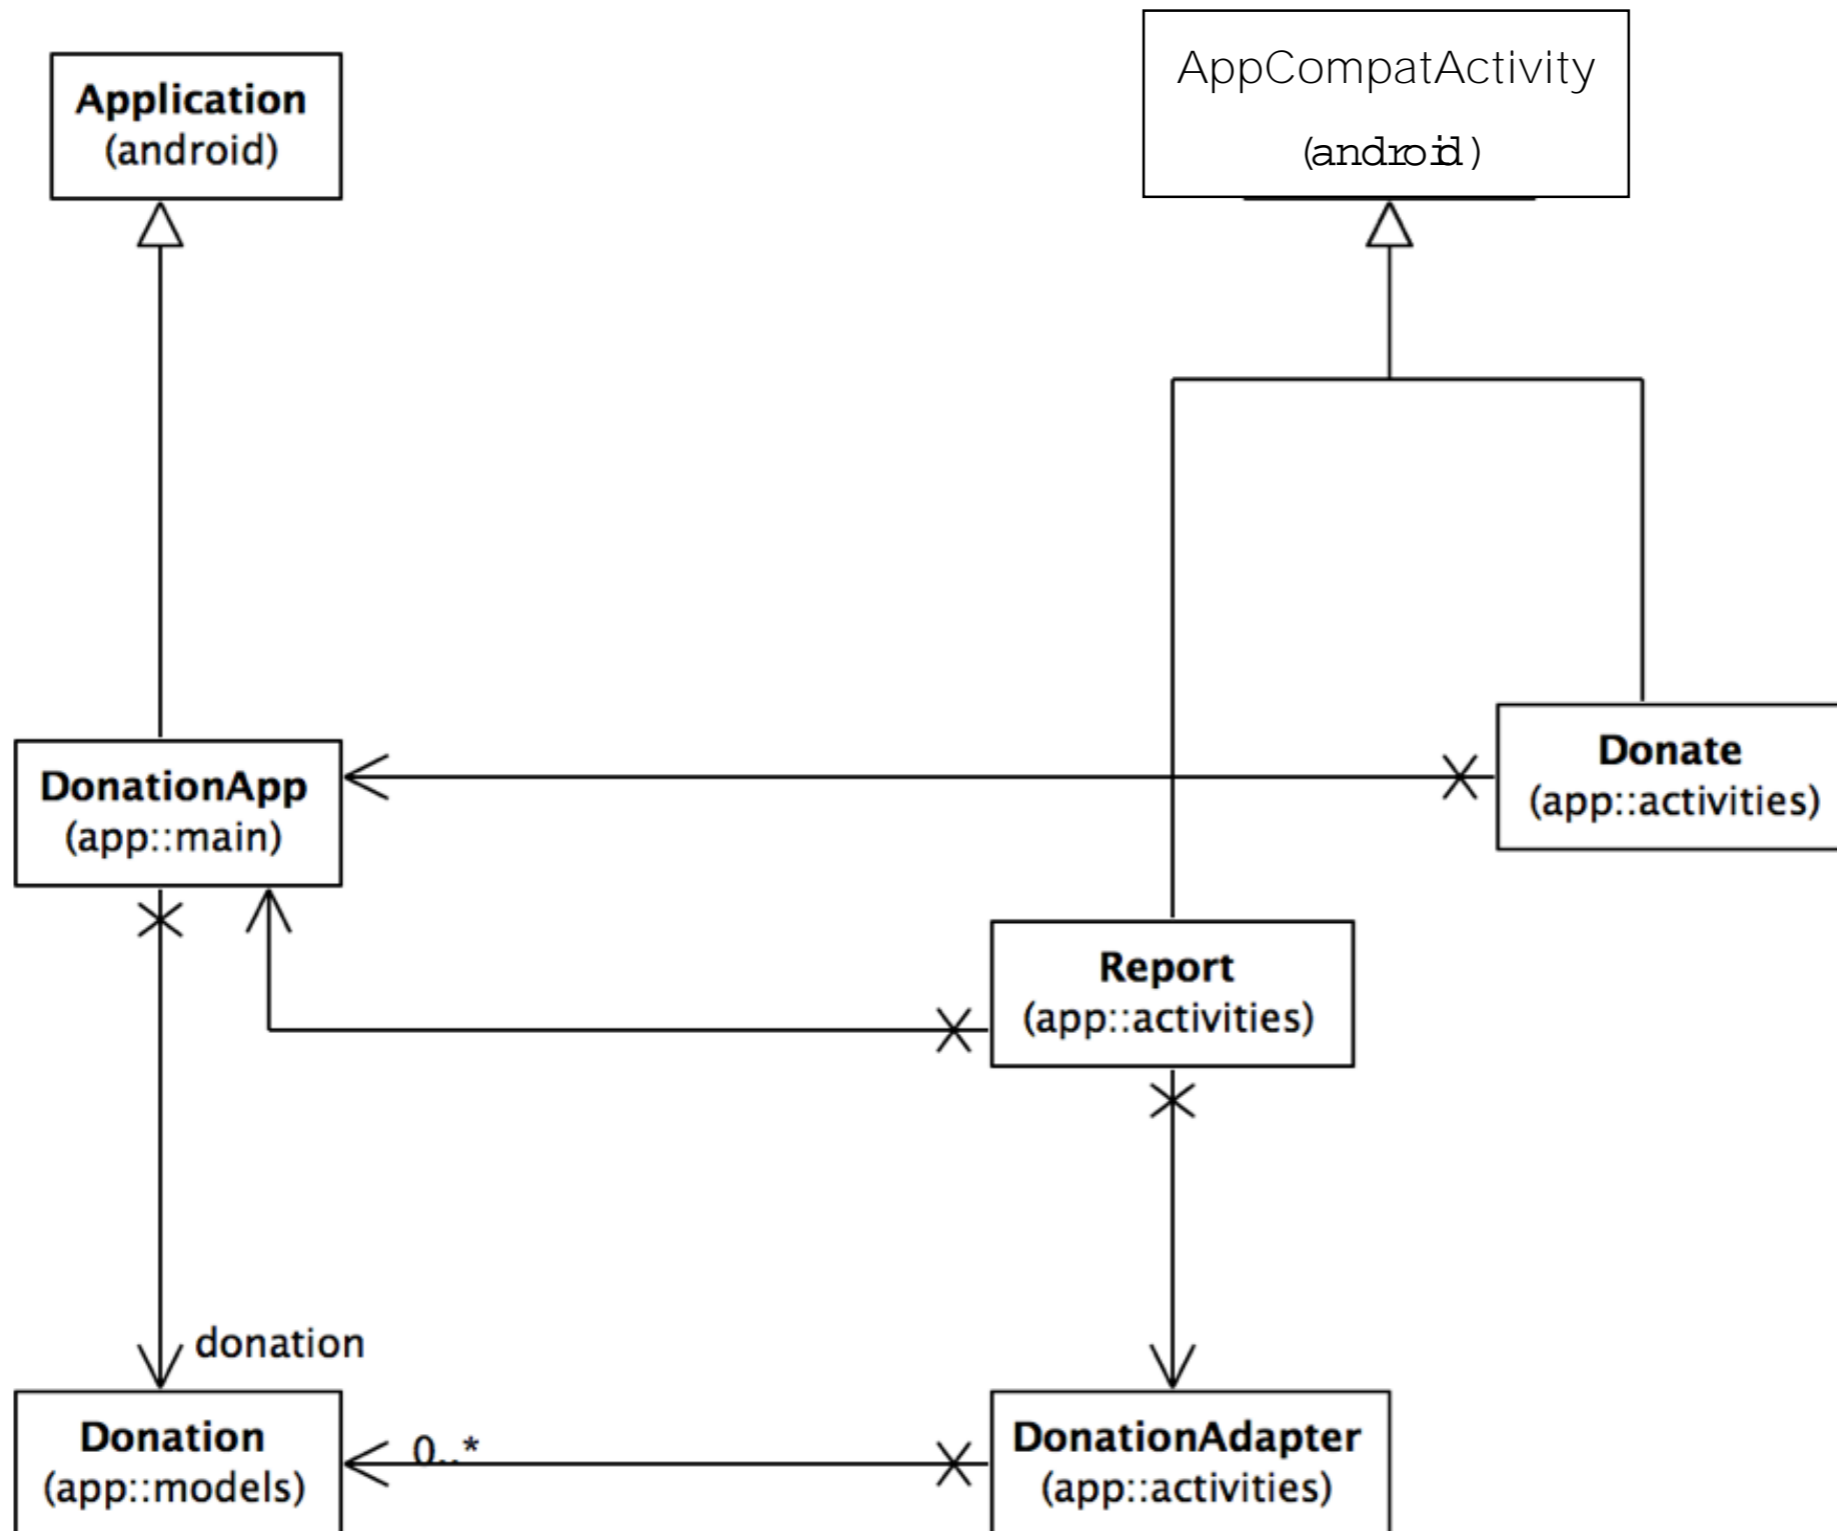 Application
(android)
AppCompatActivity
(android)
DonationApp
(app::main)
Donate
(app::activities)
Report
(app::activities)
donation
Donation
(app::models)
0..*
DonationAdapter
(app::activities)